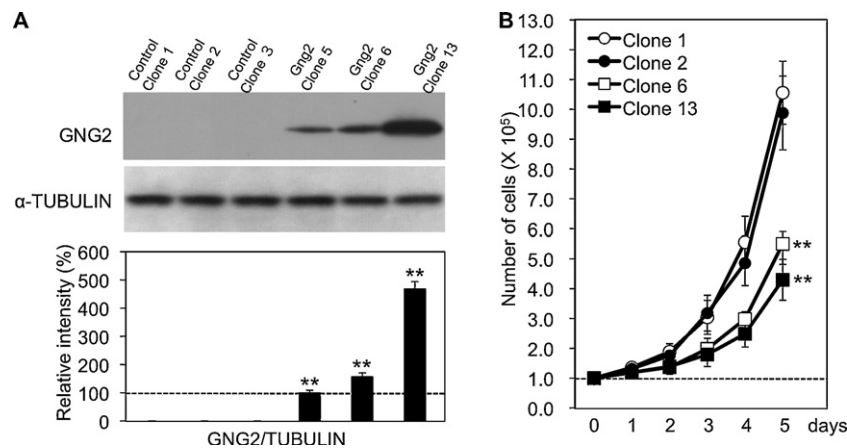 A
Control
Clone 1
Control
Clone 2
Control
Clone 3
Gng2
Clone 5
Gng2
Clone 6
Gng2
Clone 13
GNG2
α-TUBULIN
Relative intensity (%)
600
500
400
300
200
100
0
**
**
**
GNG2/TUBULIN
B
Number of cells (X 10⁵)
13.0
12.0
11.0
10.0
9.0
8.0
7.0
6.0
5.0
4.0
3.0
2.0
1.0
0.0
Clone 1
Clone 2
Clone 6
Clone 13
**
**
0 1 2 3 4 5 days